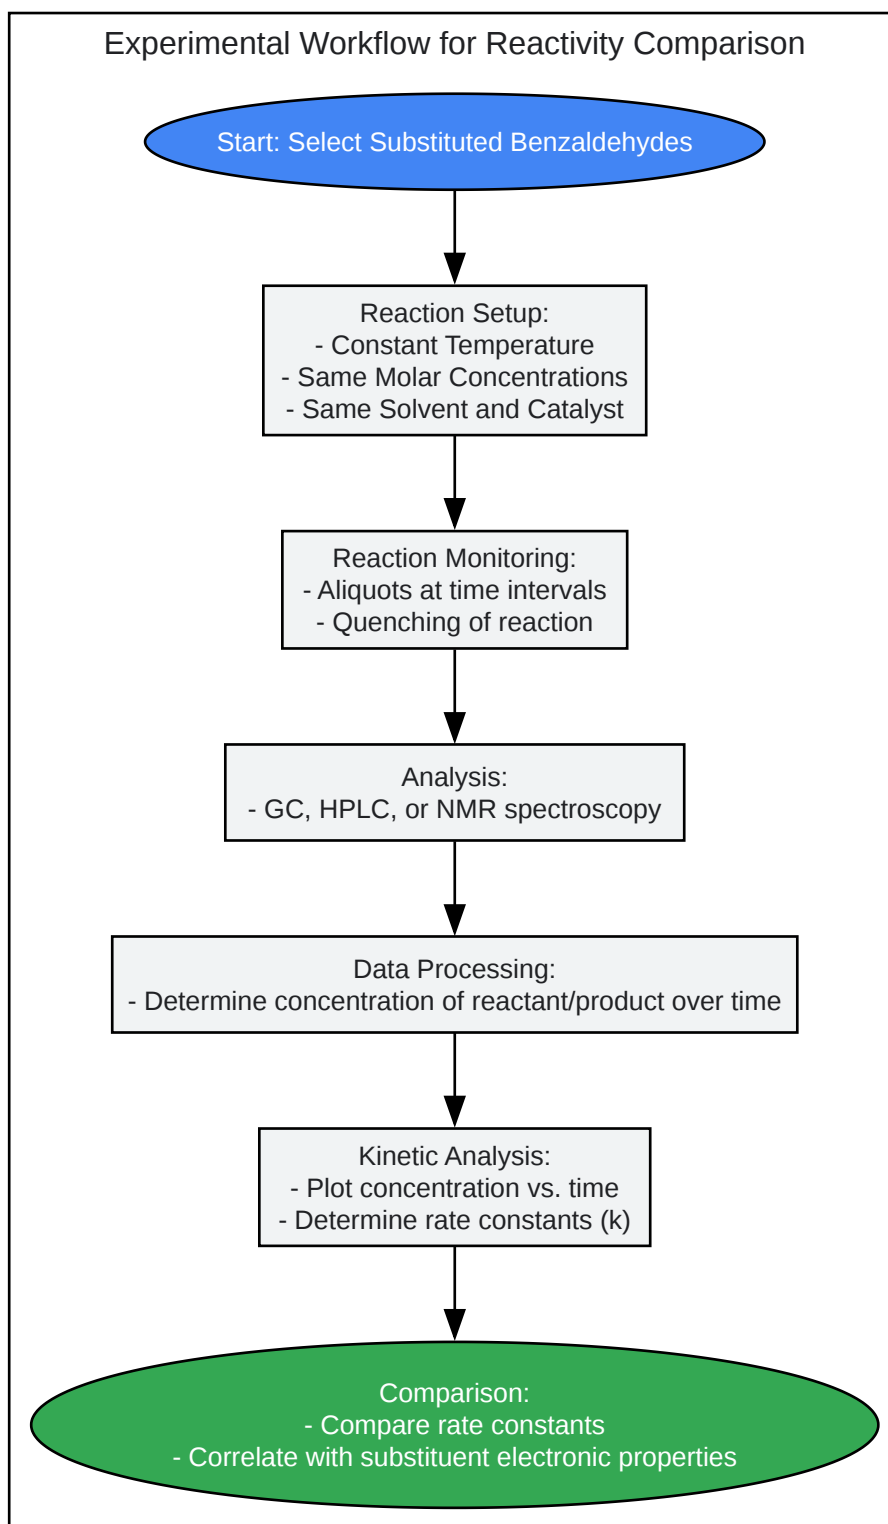 Experimental Workflow for Reactivity Comparison
Start: Select Substituted Benzaldehydes
Reaction Setup:
- Constant Temperature
- Same Molar Concentrations
- Same Solvent and Catalyst
Reaction Monitoring:
- Aliquots at time intervals
- Quenching of reaction
Analysis:
- GC, HPLC, or NMR spectroscopy
Data Processing:
- Determine concentration of reactant/product over time
Kinetic Analysis:
- Plot concentration vs. time
- Determine rate constants (k)
Comparison:
- Compare rate constants
- Correlate with substituent electronic properties